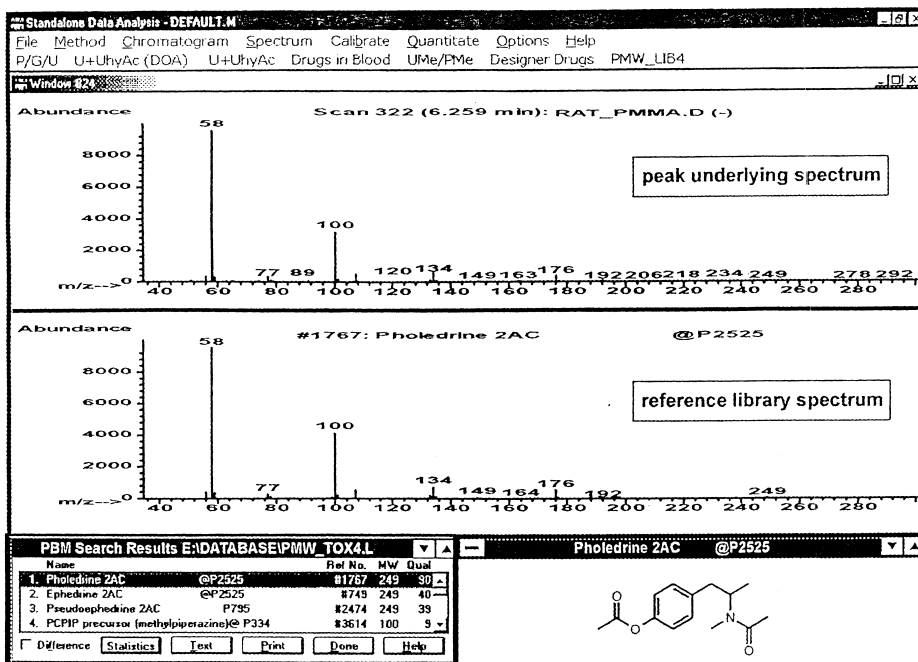 Standalone Data Analysis - DEFAULT.M
File Method Chromatogram Spectrum Calibrate Quantitate Options Help
P/G/U U+UhyAc (DOA) U+UhyAc Drugs in Blood UMe/PMe Designer Drugs PMW_LIB4
Window #24
Abundance
Scan 322 (6.259 min): RAT_PMMA.D (-)
58
8000
peak underlying spectrum
6000
4000
100
2000
77 89 120 134 149 163 176 192 206 218 234 249 278 292
0
m/z-->
40 60 80 100 120 140 160 180 200 220 240 260 280
Abundance
#1767: Pholedrine 2AC @P2525
58
8000
reference library spectrum
6000
4000
100
2000
77 134 149 164 176 192 249
0
m/z-->
40 60 80 100 120 140 160 180 200 220 240 260 280
PBM Search Results E:\DATABASE\PMW_TOX4.L
Name Ref No. MW Qual
1. Pholedrine 2AC @P2525 #1767 249 90
2. Ephedrine 2AC @P2525 #749 249 40
3. Pseudoephedrine 2AC P795 #2474 249 39
4. PCPIP precursor (methylpiperazine)@ P334 #3614 100 9
Difference Statistics Text Print Done Help
Pholedrine 2AC @P2525
O
O
N
O